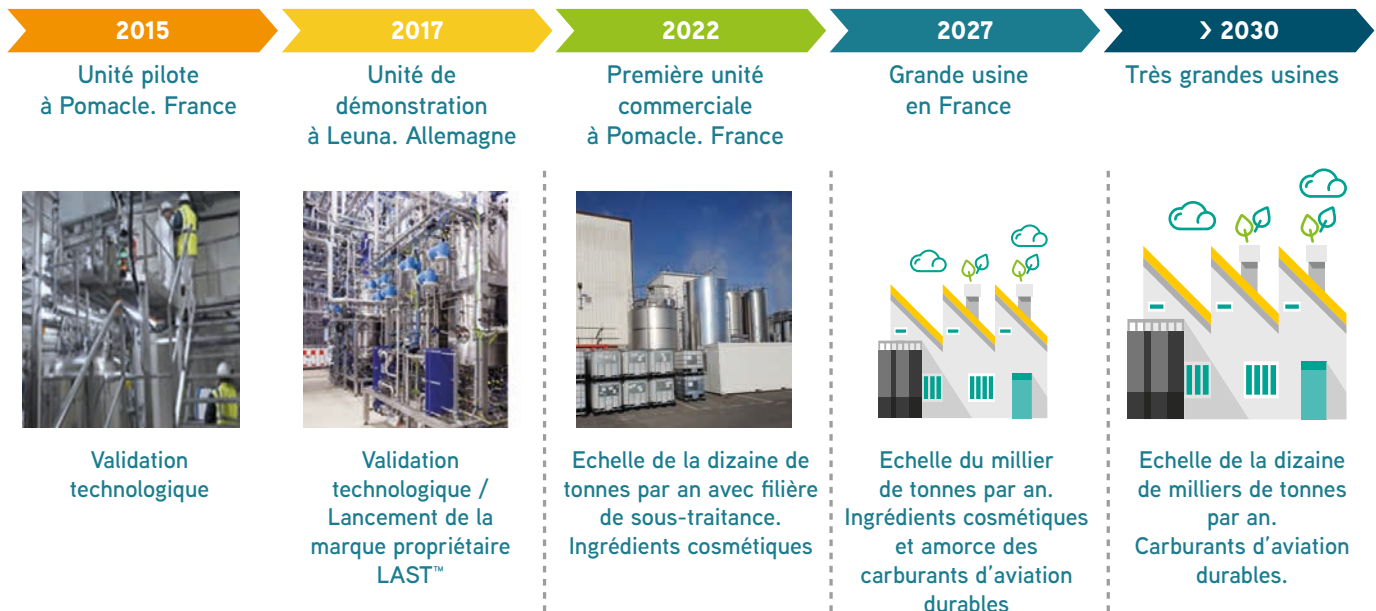 2015
2017
2022
2027
> 2030
Unité pilote
à Pomacle. France
Unité de
démonstration
à Leuna. Allemagne
Première unité
commerciale
à Pomacle. France
Grande usine
en France
Très grandes usines
Validation
technologique
Validation
technologique /
Lancement de la
marque propriétaire
LAST™
Echelle de la dizaine de
tonnes par an avec filière
de sous-traitance.
Ingrédients cosmétiques
Echelle du millier
de tonnes par an.
Ingrédients cosmétiques
et amorce des
carburants d’aviation
durables
Echelle de la dizaine
de milliers de tonnes
par an.
Carburants d’aviation
durables.